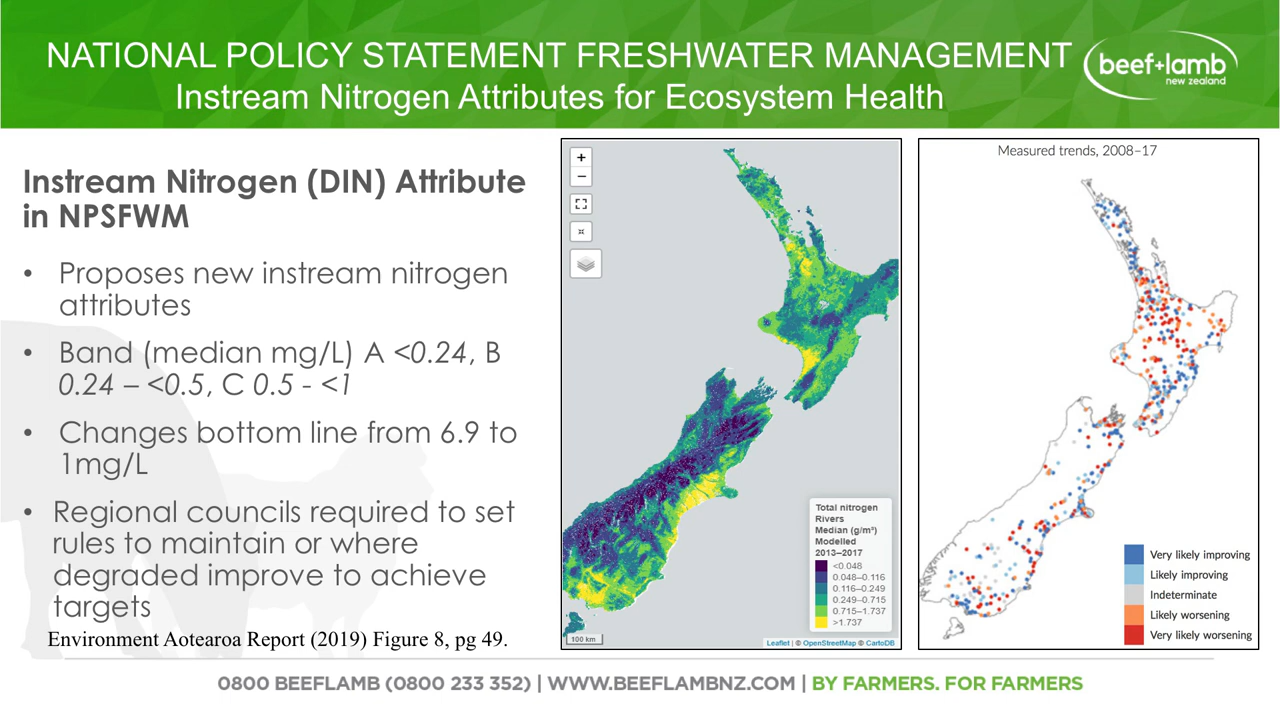 NATIONAL POLICY STATEMENT FRESHWATER MANAGEMENT
Instream Nitrogen Attributes for Ecosystem Health
beef+lamb
new zealand
Instream Nitrogen (DIN) Attribute
in NPSFWM
• Proposes new instream nitrogen
attributes
• Band (median mg/L) A <0.24, B
0.24 – <0.5, C 0.5 - <1
• Changes bottom line from 6.9 to
1mg/L
• Regional councils required to set
rules to maintain or where
degraded improve to achieve
targets
Environment Aotearoa Report (2019) Figure 8, pg 49.
+
−
Total nitrogen
Rivers
Median (g/m³)
Modelled
2013–2017
<0.048
0.048–0.116
0.116–0.249
0.249–0.715
0.715–1.737
>1.737
100 km
Leaflet | © OpenStreetMap © CartoDB
Measured trends, 2008–17
Very likely improving
Likely improving
Indeterminate
Likely worsening
Very likely worsening
0800 BEEFLAMB (0800 233 352) | WWW.BEEFLAMBNZ.COM | BY FARMERS. FOR FARMERS